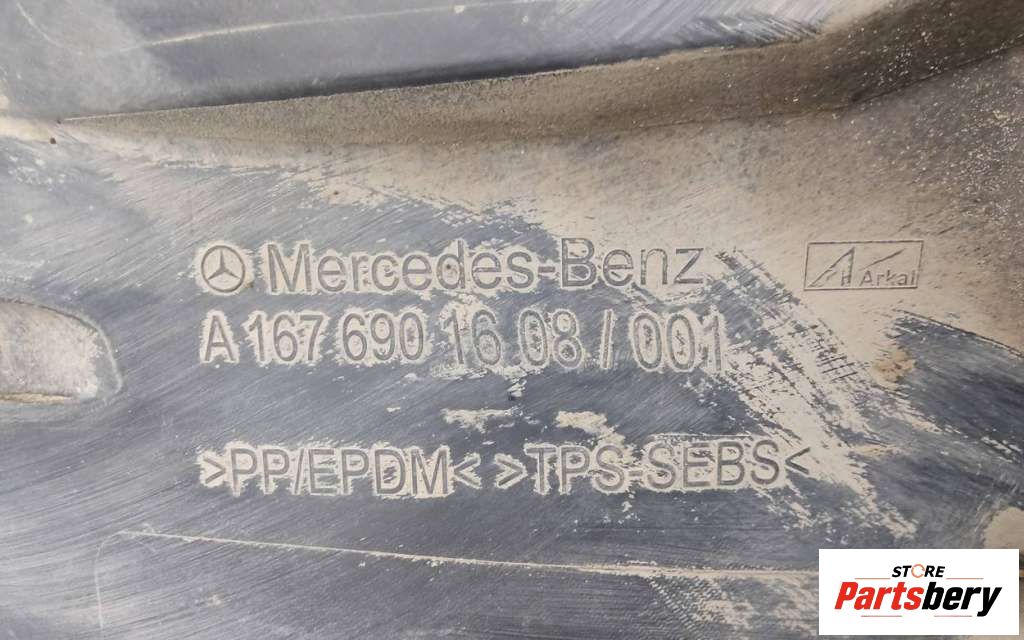 Mercedes-Benz
Arkal
A 167 690 16 08 / 001
>PP/EPDM< >TPS-SEBS<
STORE
Partsbery